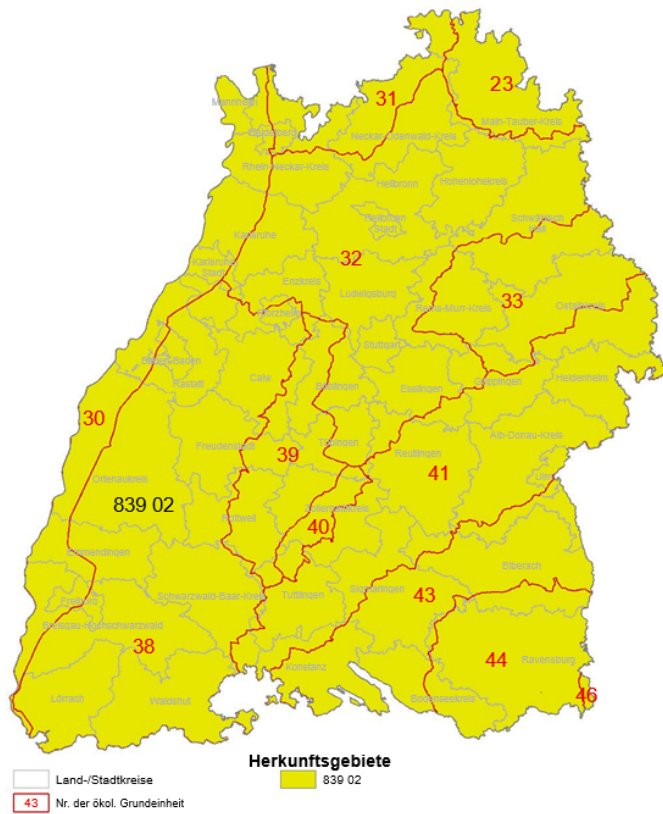 23
31
Mannheim
Heidelberg
Main-Tauber-Kreis
Neckar-Odenwald-Kreis
Rhein-Neckar-Kreis
Heilbronn
Hohenlohekreis
Heilbronn
Stadt
Schwäbisch
Hall
Karlsruhe
32
Karlsruhe
Stadt
Enzkreis
Ludwigsburg
33
Rems-Murr-Kreis
Ostalbkreis
Pforzheim
Stuttgart
Baden-Baden
Rastatt
Calw
Böblingen
Esslingen
Göppingen
Heidenheim
30
Freudenstadt
39
Tübingen
Reutlingen
Alb-Donau-Kreis
41
Ulm
Ortenaukreis
839 02
Rottweil
Zollernalbkreis
40
Emmendingen
Biberach
Freiburg
Schwarzwald-Baar-Kreis
Tuttlingen
Sigmaringen
43
Breisgau-Hochschwarzwald
38
44
Ravensburg
Konstanz
Lörrach
Waldshut
Bodenseekreis
46
Herkunftsgebiete
Land-/Stadtkreise
839 02
43 Nr. der ökol. Grundeinheit